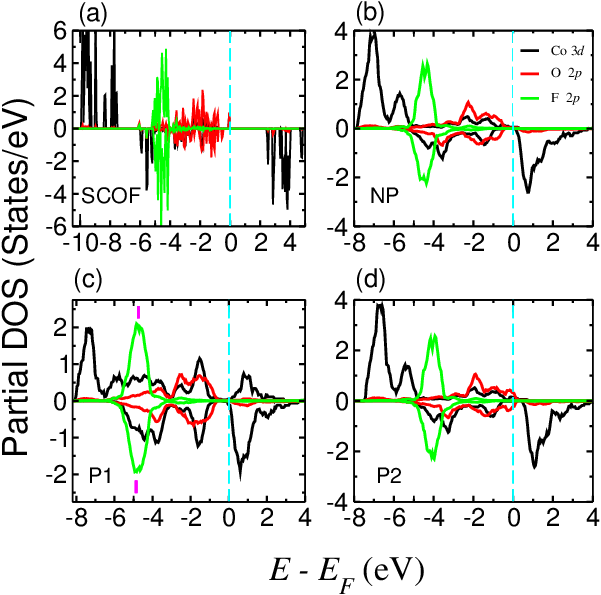 (a)
(b)
Partial DOS (States/eV)
6
4
2
0
-2
-4
-6
SCOF
-10 -8 -6 -4 -2 0 2 4
4
2
0
-2
-4
Co 3d
O 2p
F 2p
NP
-8 -6 -4 -2 0 2 4
(c)
(d)
2
1
0
-1
-2
P1
-8 -6 -4 -2 0 2 4
4
2
0
-2
-4
P2
-8 -6 -4 -2 0 2 4
E - EF (eV)